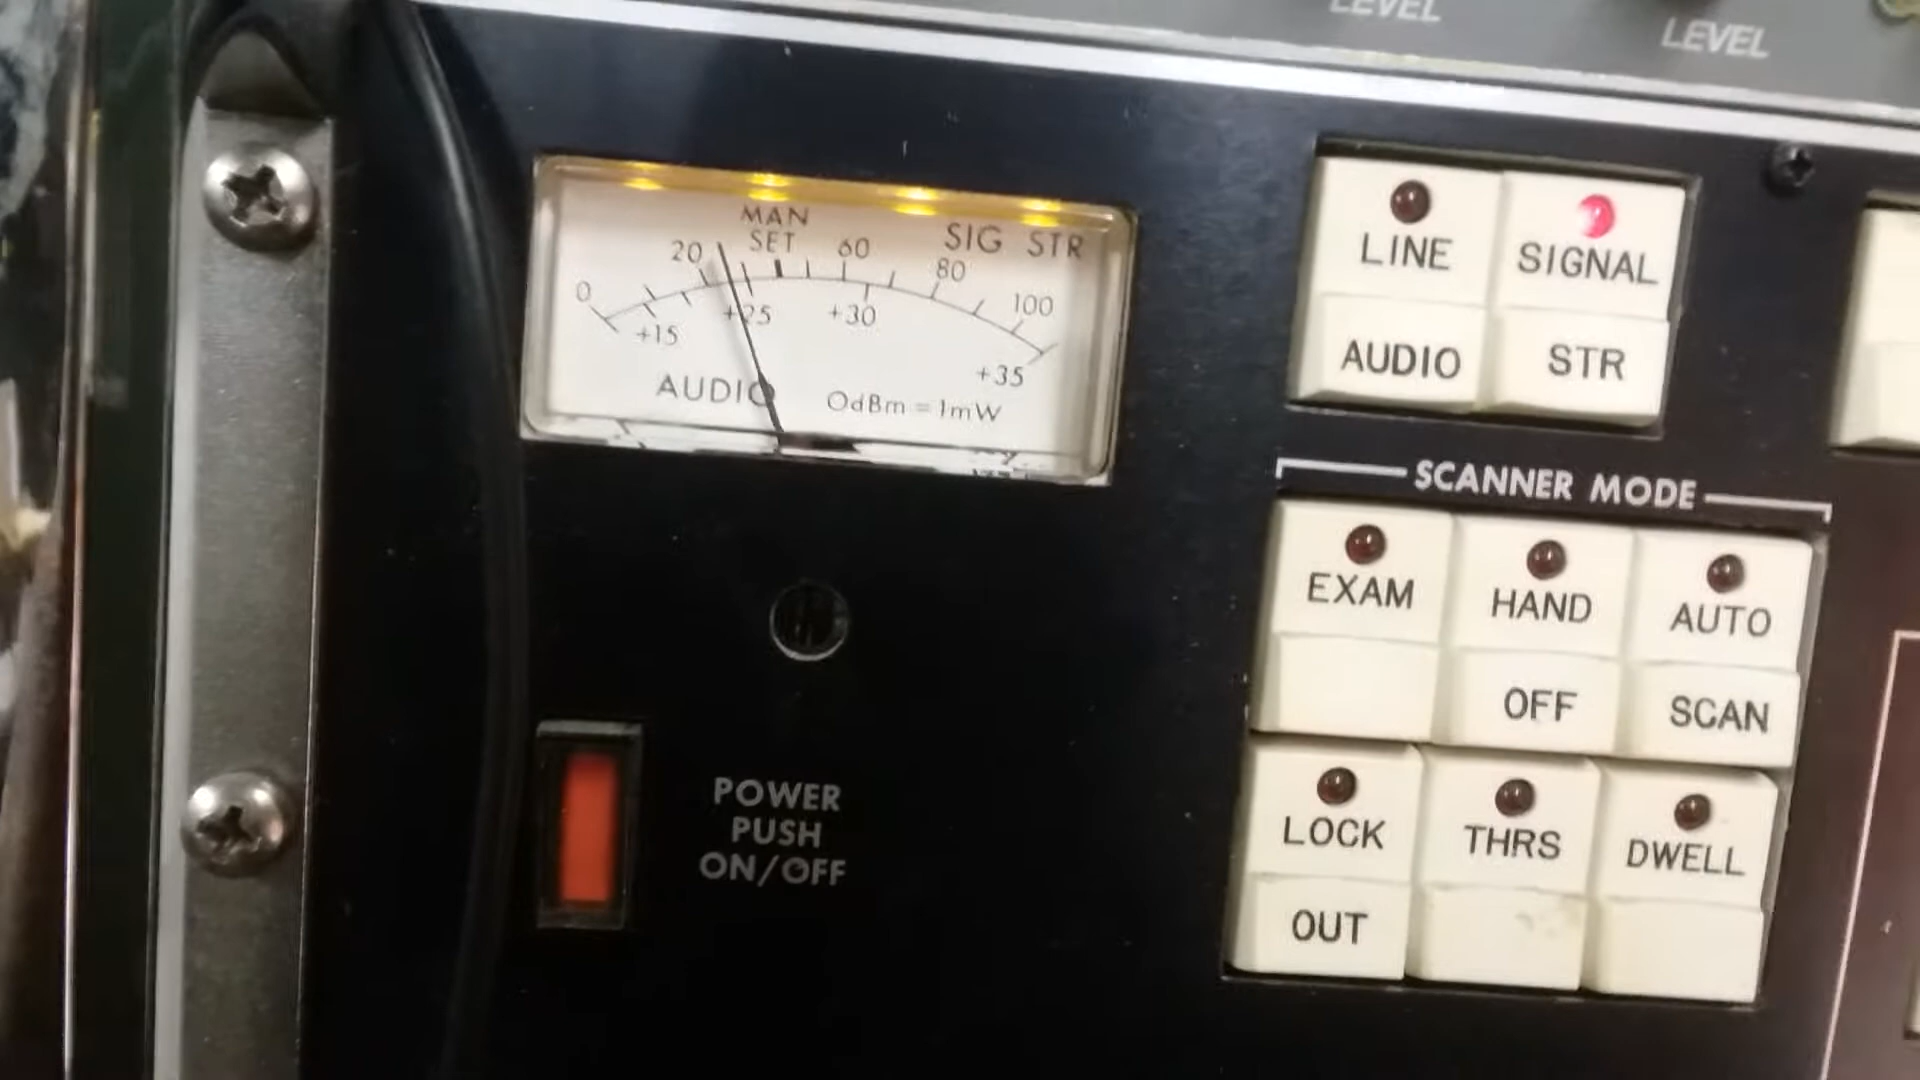 LEVEL
LEVEL
MAN
SET
SIG STR
0
20
60
80
100
+15
+25
+30
+35
AUDIO
OdBm = 1mW
LINE
AUDIO
SIGNAL
STR
SCANNER MODE
EXAM
HAND
OFF
AUTO
SCAN
LOCK
OUT
THRS
DWELL
POWER
PUSH
ON/OFF